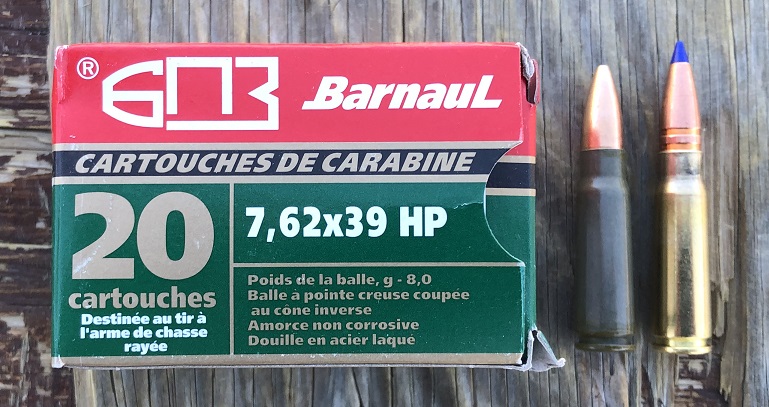 ® БПЗ Barnaul
CARTOUCHES DE CARABINE
20
cartouches
Destinée au tir à
l'arme de chasse
rayée
7,62x39 HP
Poids de la balle, g - 8,0
Balle à pointe creuse coupée
au cône inverse
Amorce non corrosive
Douille en acier laqué